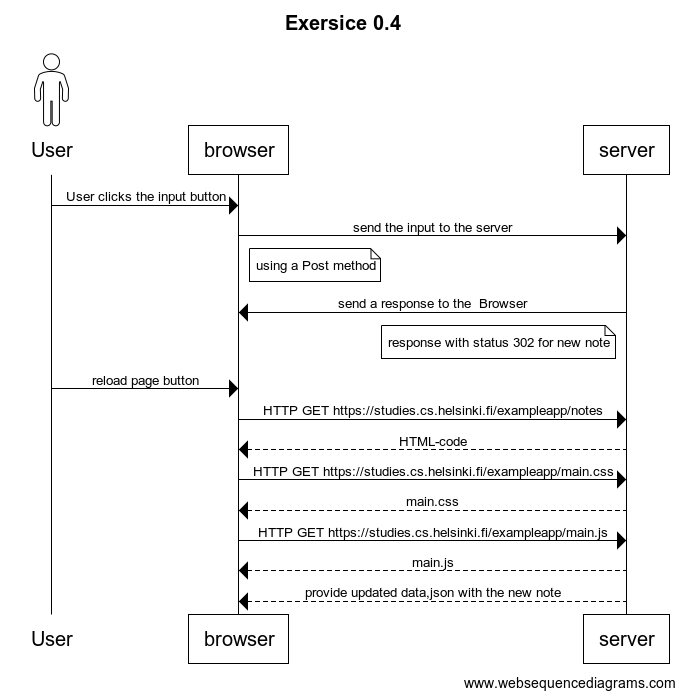 Exersice 0.4
User
browser
server
User clicks the input button
send the input to the server
using a Post method
send a response to the  Browser
response with status 302 for new note
reload page button
HTTP GET https://studies.cs.helsinki.fi/exampleapp/notes
HTML-code
HTTP GET https://studies.cs.helsinki.fi/exampleapp/main.css
main.css
HTTP GET https://studies.cs.helsinki.fi/exampleapp/main.js
main.js
provide updated data,json with the new note
User
browser
server
www.websequencediagrams.com